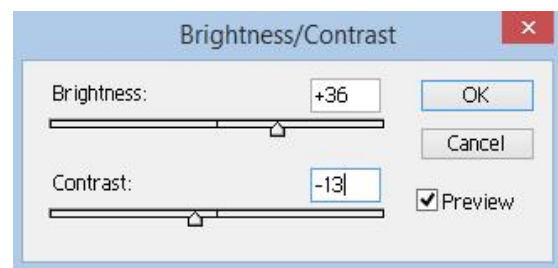 Brightness/Contrast
Brightness: +36
OK
Cancel
Contrast: -13
Preview